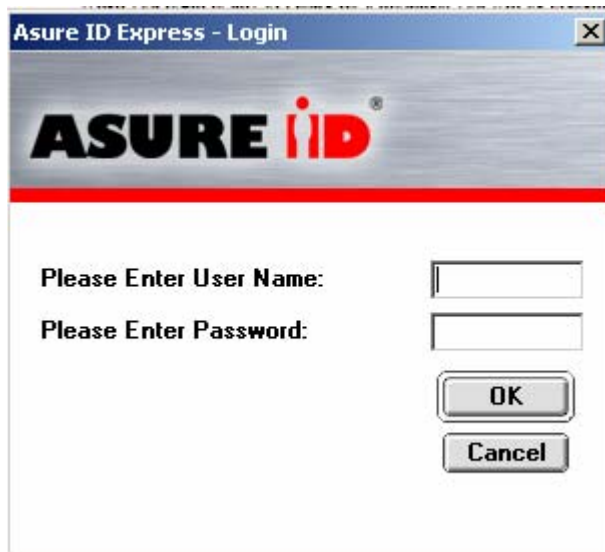 Asure ID Express - Login
ASURE iD®
Please Enter User Name:
Please Enter Password:
OK
Cancel